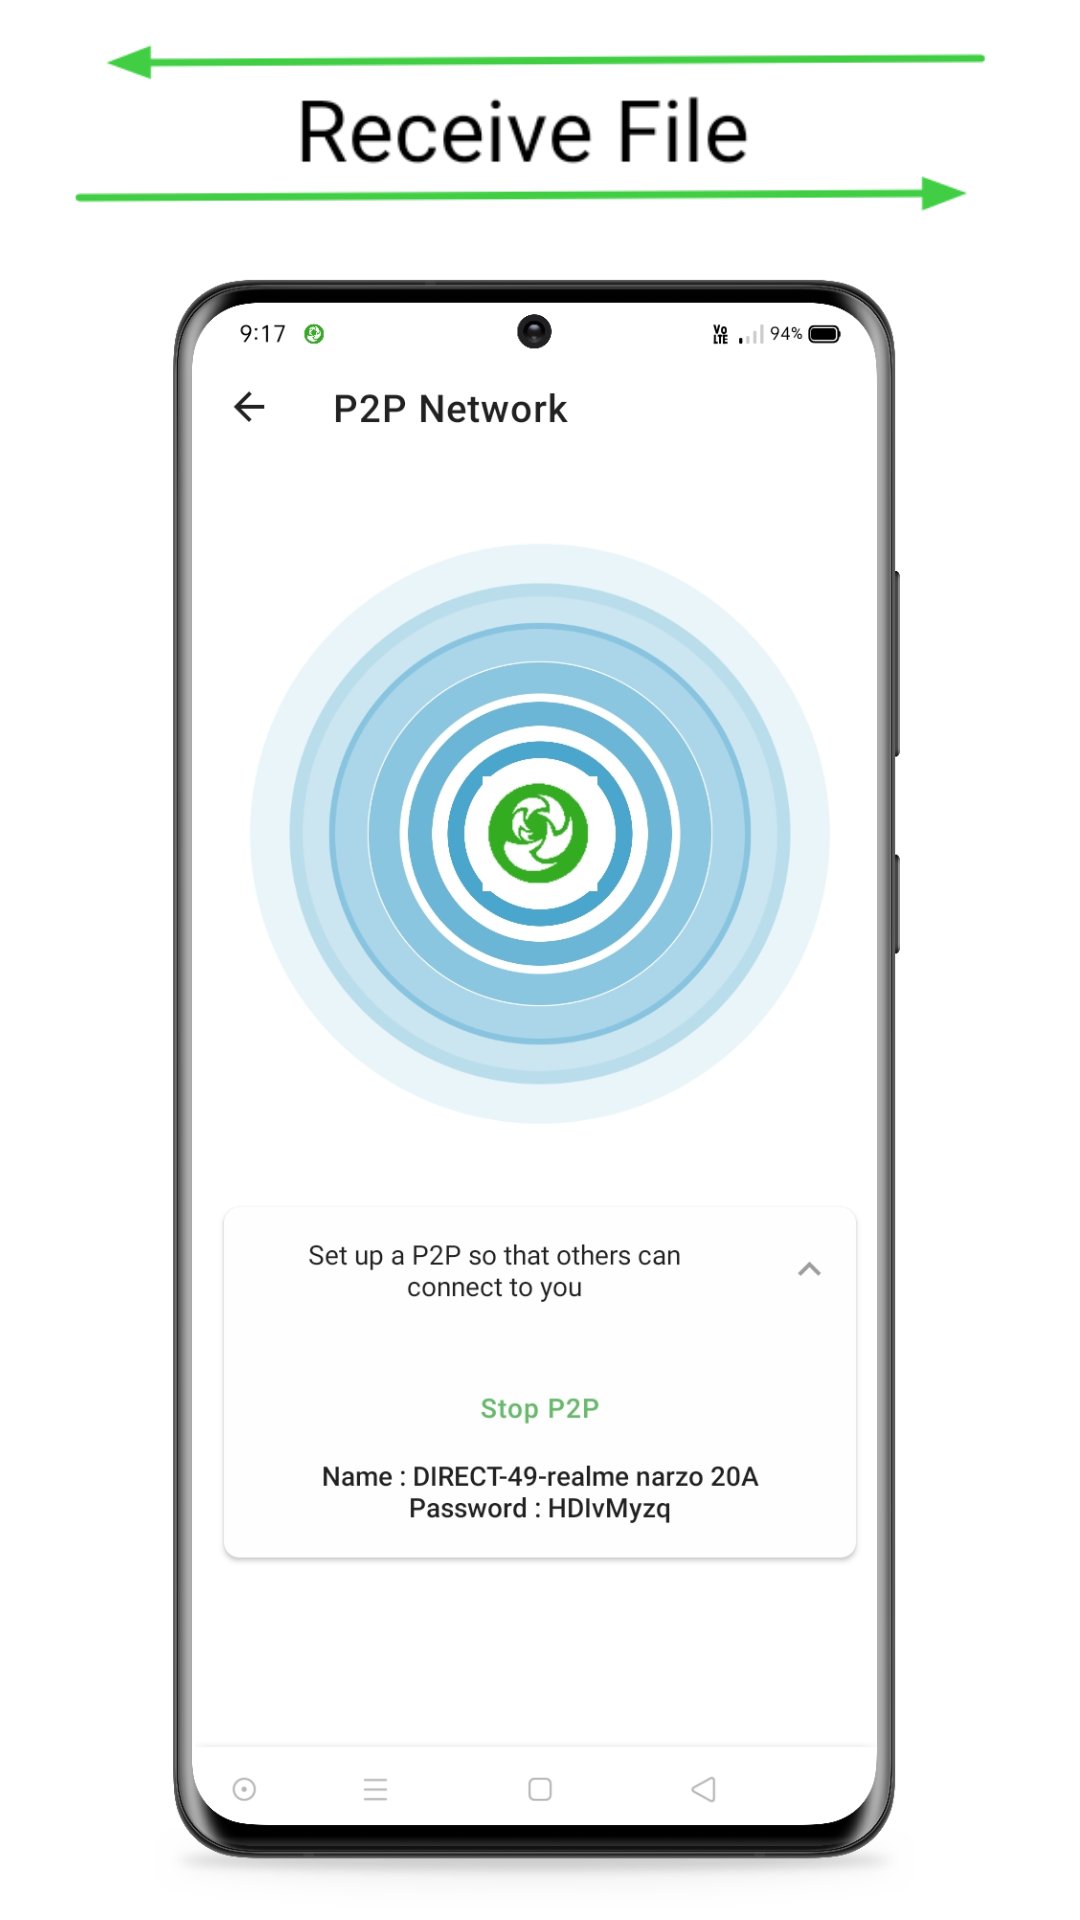 Receive File
9:17
Vo
LTE
94%
P2P Network
Set up a P2P so that others can
connect to you
Stop P2P
Name : DIRECT-49-realme narzo 20A
Password : HDIvMyzq